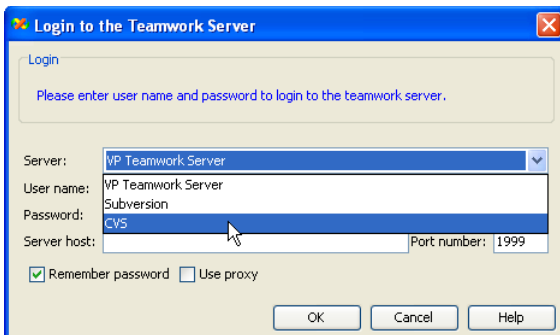 Login to the Teamwork Server
Login
Please enter user name and password to login to the teamwork server.
Server: VP Teamwork Server
User name: VP Teamwork Server
Subversion
Password:
CVS
Server host: Port number: 1999
Remember password Use proxy
OK Cancel Help